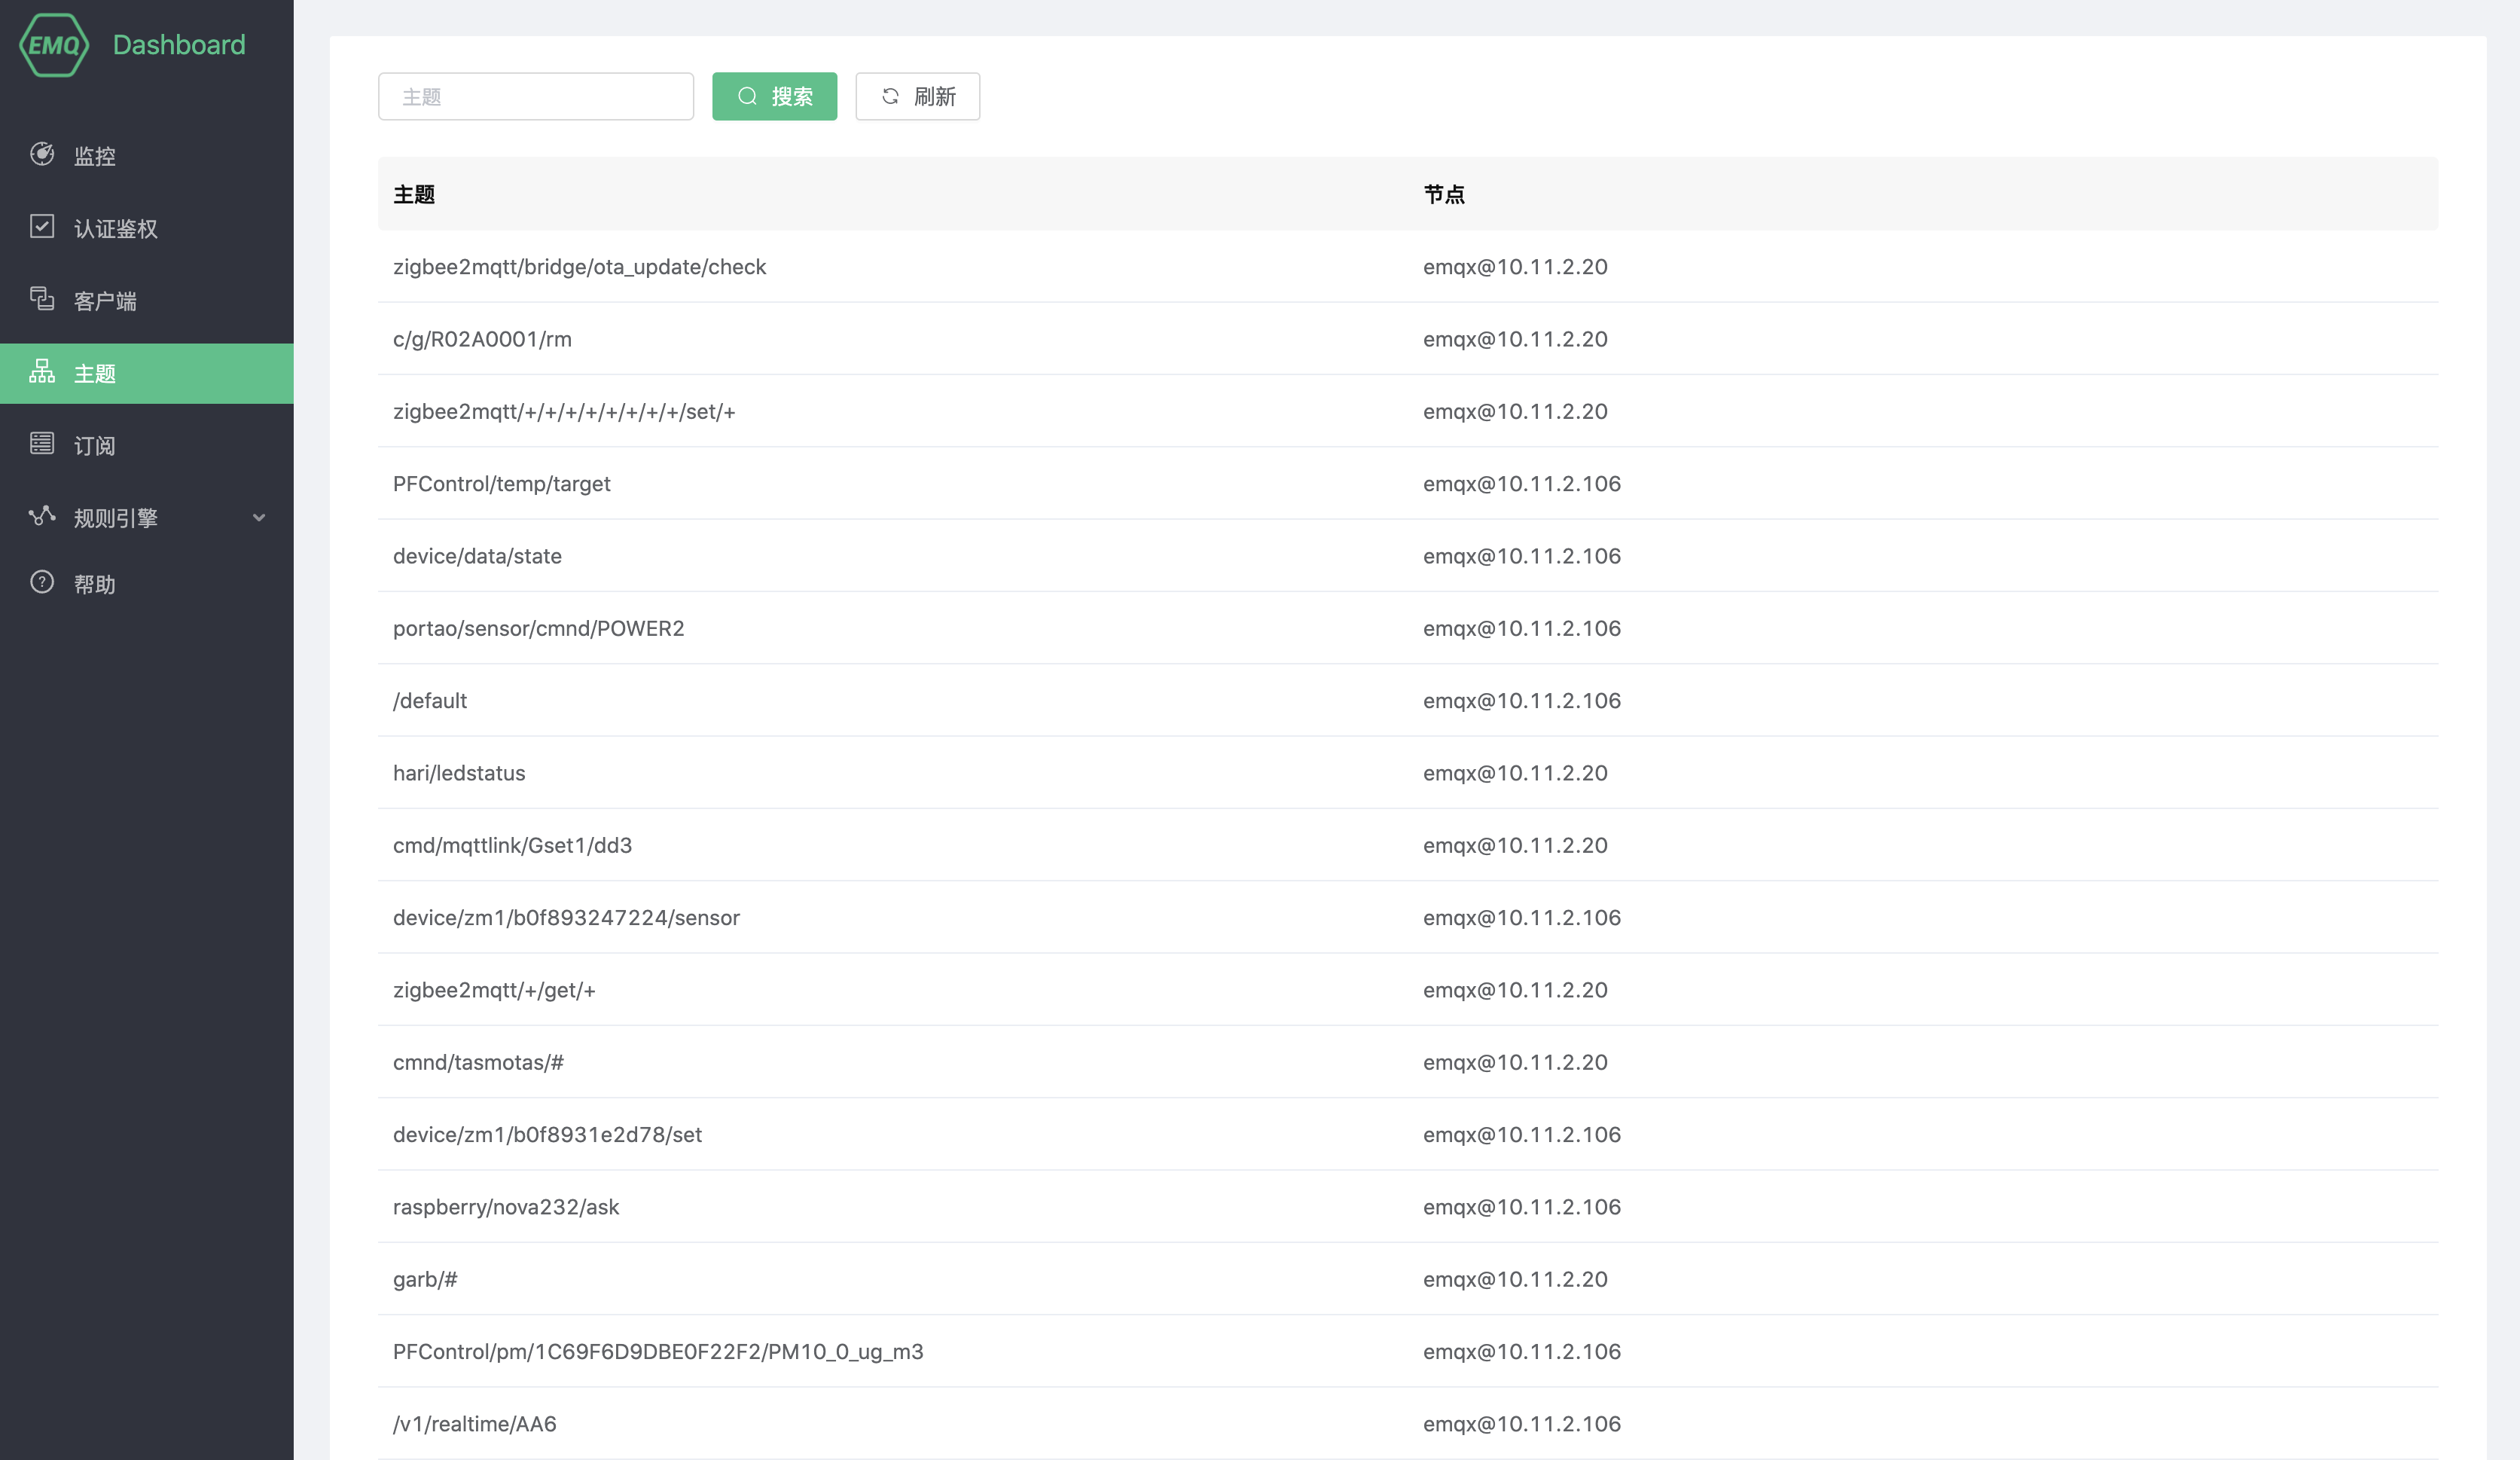 EMQ Dashboard
监控
认证鉴权
客户端
主题
订阅
规则引擎
帮助
主题 搜索 刷新
主题 节点
zigbee2mqtt/bridge/ota_update/check emqx@10.11.2.20
c/g/R02A0001/rm emqx@10.11.2.20
zigbee2mqtt/+/+/+/+/+/+/+/+/set/+ emqx@10.11.2.20
PFControl/temp/target emqx@10.11.2.106
device/data/state emqx@10.11.2.106
portao/sensor/cmnd/POWER2 emqx@10.11.2.106
/default emqx@10.11.2.106
hari/ledstatus emqx@10.11.2.20
cmd/mqttlink/Gset1/dd3 emqx@10.11.2.20
device/zm1/b0f893247224/sensor emqx@10.11.2.106
zigbee2mqtt/+/get/+ emqx@10.11.2.20
cmnd/tasmotas/# emqx@10.11.2.20
device/zm1/b0f8931e2d78/set emqx@10.11.2.106
raspberry/nova232/ask emqx@10.11.2.106
garb/# emqx@10.11.2.20
PFControl/pm/1C69F6D9DBE0F22F2/PM10_0_ug_m3 emqx@10.11.2.106
/v1/realtime/AA6 emqx@10.11.2.106